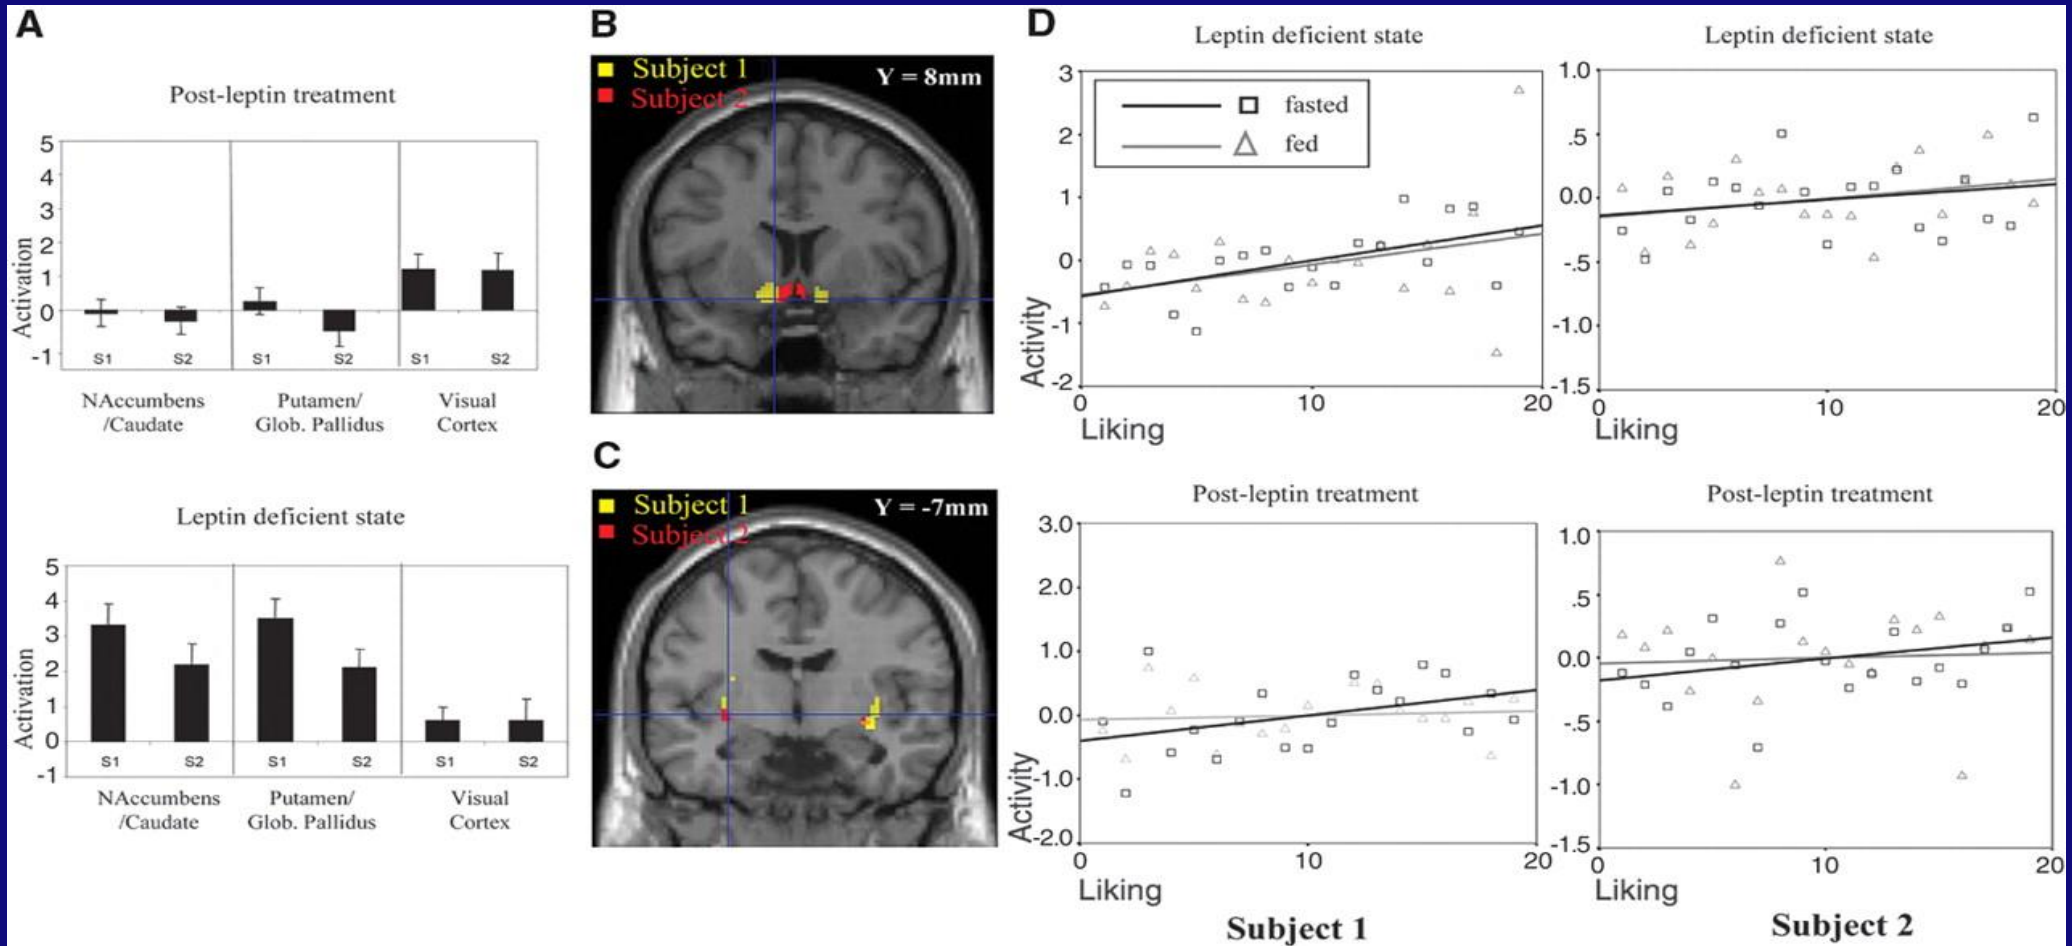 A
Post-leptin treatment
5
4
3
2
1
0
-1
Activation
S1 S2 S1 S2 S1 S2
NAccumbens /Caudate
Putamen/ Glob. Pallidus
Visual Cortex
Leptin deficient state
5
4
3
2
1
0
-1
Activation
S1 S2 S1 S2 S1 S2
NAccumbens /Caudate
Putamen/ Glob. Pallidus
Visual Cortex
B
Subject 1
Subject 2
Y = 8mm
C
Subject 1
Subject 2
Y = -7mm
D
Leptin deficient state
3
2
1
0
-1
-2
Activity
fasted
fed
0 10 20
Liking
Leptin deficient state
1.0
.5
0.0
-.5
-1.0
-1.5
0 10 20
Liking
Post-leptin treatment
3.0
2.0
1.0
0.0
-1.0
-2.0
Activity
0 10 20
Liking
Subject 1
Post-leptin treatment
1.0
.5
0.0
-.5
-1.0
-1.5
0 10 20
Liking
Subject 2